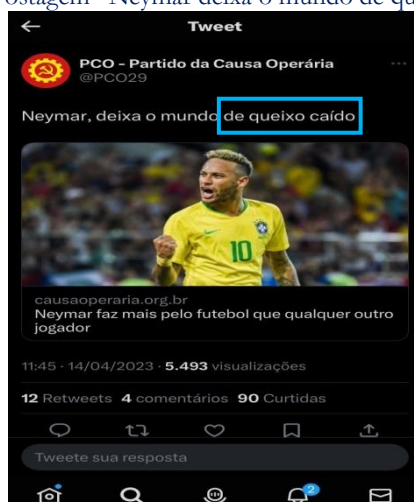 ostagem "Neymar deixa o mundo de qu
Tweet
PCO - Partido da Causa Operária
@PCO29
Neymar, deixa o mundo de queixo caído
10
causaoperaria.org.br
Neymar faz mais pelo futebol que qualquer outro
jogador
11:45 · 14/04/2023 · 5.493 visualizações
12 Retweets 4 comentários 90 Curtidas
Tweete sua resposta
2